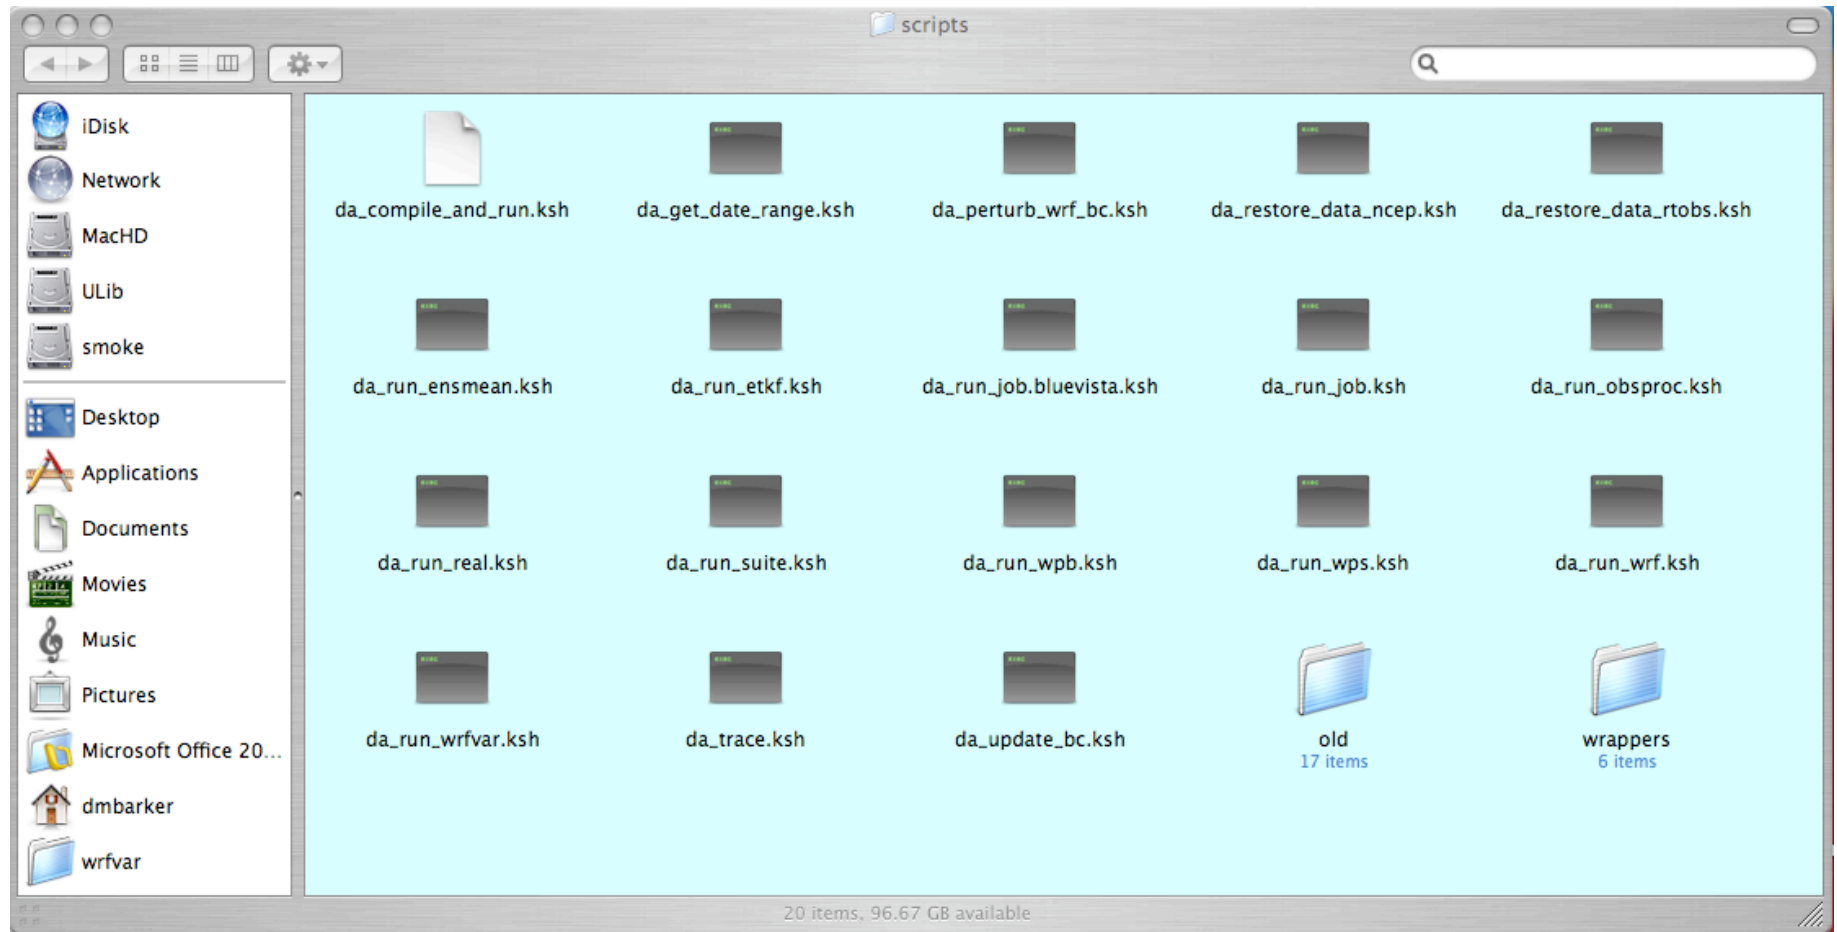 scripts
iDisk
Network
MacHD
ULib
smoke
Desktop
Applications
Documents
Movies
Music
Pictures
Microsoft Office 20...
dmbarker
wrfvar
da_compile_and_run.ksh
da_get_date_range.ksh
da_perturb_wrf_bc.ksh
da_restore_data_ncep.ksh
da_restore_data_rtobs.ksh
da_run_ensmean.ksh
da_run_etkf.ksh
da_run_job.bluevista.ksh
da_run_job.ksh
da_run_obsproc.ksh
da_run_real.ksh
da_run_suite.ksh
da_run_wpb.ksh
da_run_wps.ksh
da_run_wrf.ksh
da_run_wrfvar.ksh
da_trace.ksh
da_update_bc.ksh
old
17 items
wrappers
6 items
20 items, 96.67 GB available